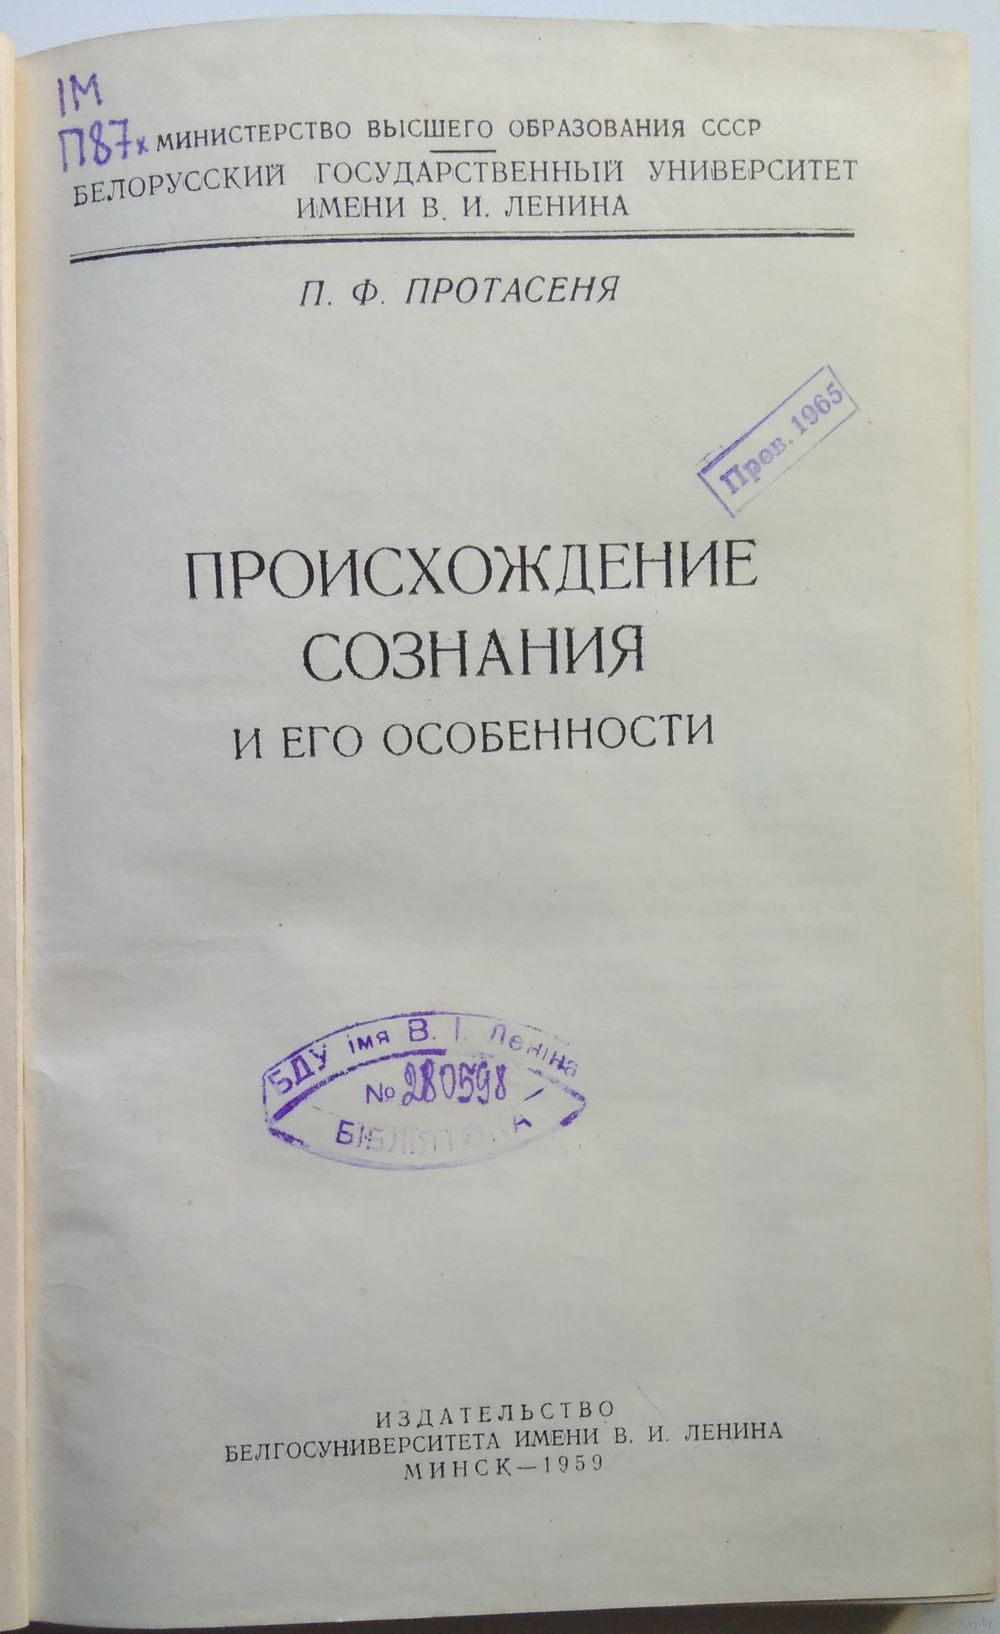 1М
П87х
МИНИСТЕРСТВО ВЫСШЕГО ОБРАЗОВАНИЯ СССР
БЕЛОРУССКИЙ ГОСУДАРСТВЕННЫЙ УНИВЕРСИТЕТ
ИМЕНИ В. И. ЛЕНИНА
П. Ф. ПРОТАСЕНЯ
Пров. 1965
ПРОИСХОЖДЕНИЕ
СОЗНАНИЯ
И ЕГО ОСОБЕННОСТИ
БДУ імя В. І. Леніна
№ 280598
БІБЛІЯТЭКА
ИЗДАТЕЛЬСТВО
БЕЛГОСУНИВЕРСИТЕТА ИМЕНИ В. И. ЛЕНИНА
МИНСК—1959